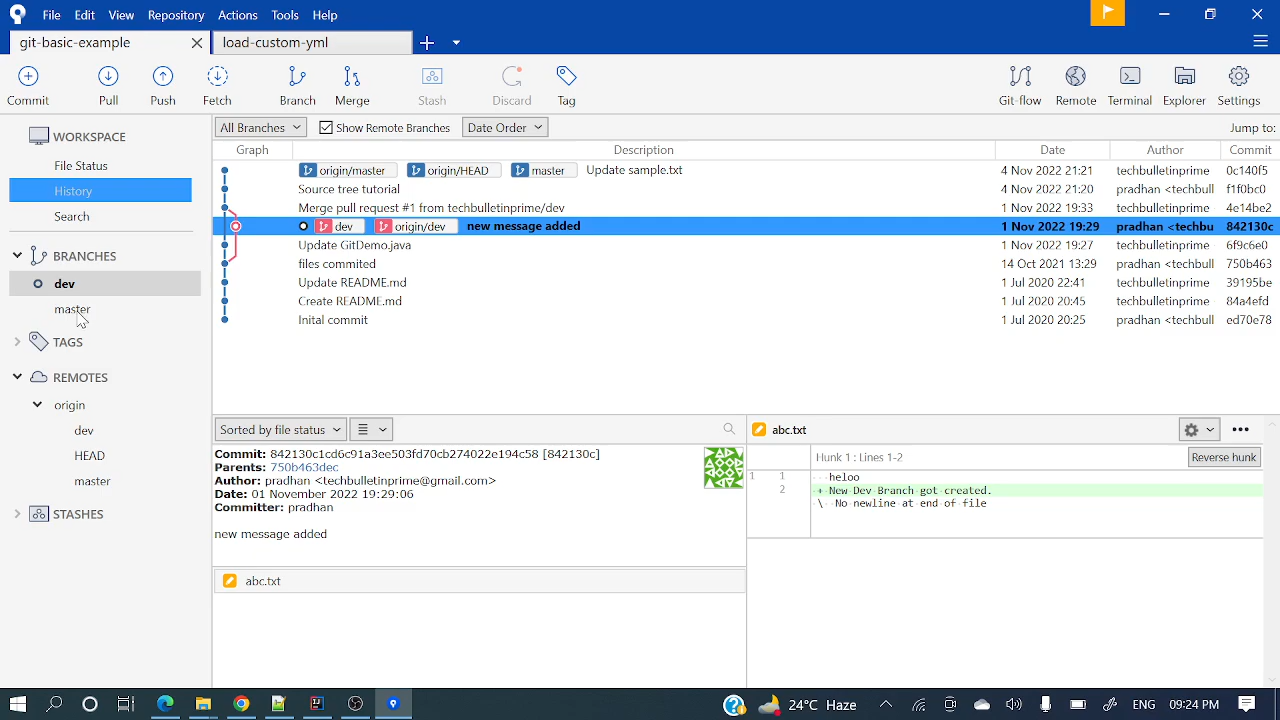 File Edit View Repository Actions Tools Help
git-basic-example load-custom-yml
Commit Pull Push Fetch Branch Merge Stash Discard Tag Git-flow Remote Terminal Explorer Settings
WORKSPACE
File Status
History
Search
BRANCHES
dev
master
TAGS
REMOTES
origin
dev
HEAD
master
STASHES
All Branches Show Remote Branches Date Order Jump to:
Graph Description Date Author Commit
origin/master origin/HEAD master Update sample.txt 4 Nov 2022 21:21 techbulletinprime 0c140f5
Source tree tutorial 4 Nov 2022 21:20 pradhan <techbull f1f0bc0
Merge pull request #1 from techbulletinprime/dev 1 Nov 2022 19:33 techbulletinprime 4e14be2
dev origin/dev new message added 1 Nov 2022 19:29 pradhan <techbu 842130c
Update GitDemo.java 1 Nov 2022 19:27 techbulletinprime 6f9c6e0
files commited 14 Oct 2021 13:29 pradhan <techbull 750b463
Update README.md 1 Jul 2020 22:41 techbulletinprime 39195be
Create README.md 1 Jul 2020 20:45 techbulletinprime 84a4efd
Inital commit 1 Jul 2020 20:25 pradhan <techbull ed70e78
Sorted by file status
Commit: 842130c1cd6c91a3ee503fd70cb274022e194c58 [842130c]
Parents: 750b463dec
Author: pradhan <techbulletinprime@gmail.com>
Date: 01 November 2022 19:29:06
Committer: pradhan
new message added
abc.txt
abc.txt
Hunk 1 : Lines 1-2 Reverse hunk
1 1 heloo
2 + New Dev Branch got created.
\ No newline at end of file
24°C Haze ENG 09:24 PM